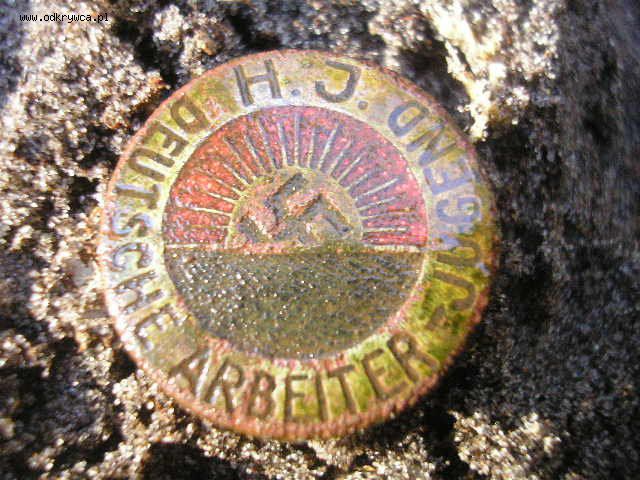 www.odkrywca.pl
H.J.
DEUTSCHE ARBEITER-JUGEND